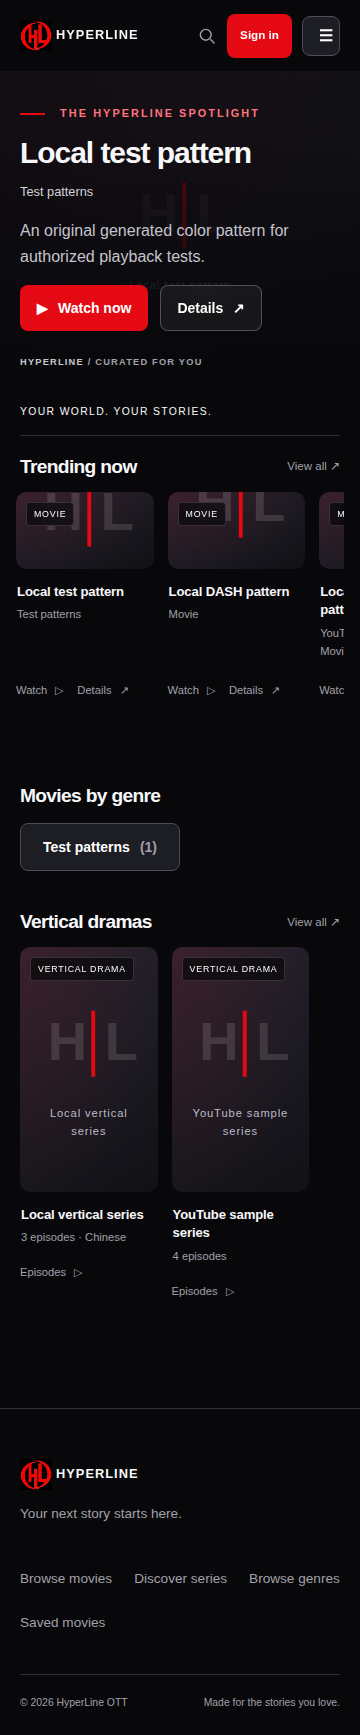 HL HYPERLINE
Sign in
THE HYPERLINE SPOTLIGHT
Local test pattern
Test patterns
An original generated color pattern for
authorized playback tests.
▶ Watch now Details ↗
HYPERLINE / CURATED FOR YOU
YOUR WORLD. YOUR STORIES.
Trending now View all ↗
MOVIE MOVIE
Local test pattern Local DASH pattern
Test patterns Movie
Watch ▷ Details ↗ Watch ▷ Details ↗
Movies by genre
Test patterns (1)
Vertical dramas View all ↗
VERTICAL DRAMA VERTICAL DRAMA
H L H L
Local vertical YouTube sample
series series
Local vertical series YouTube sample
series
3 episodes · Chinese 4 episodes
Episodes ▷ Episodes ▷
HL HYPERLINE
Your next story starts here.
Browse movies Discover series Browse genres
Saved movies
© 2026 HyperLine OTT Made for the stories you love.